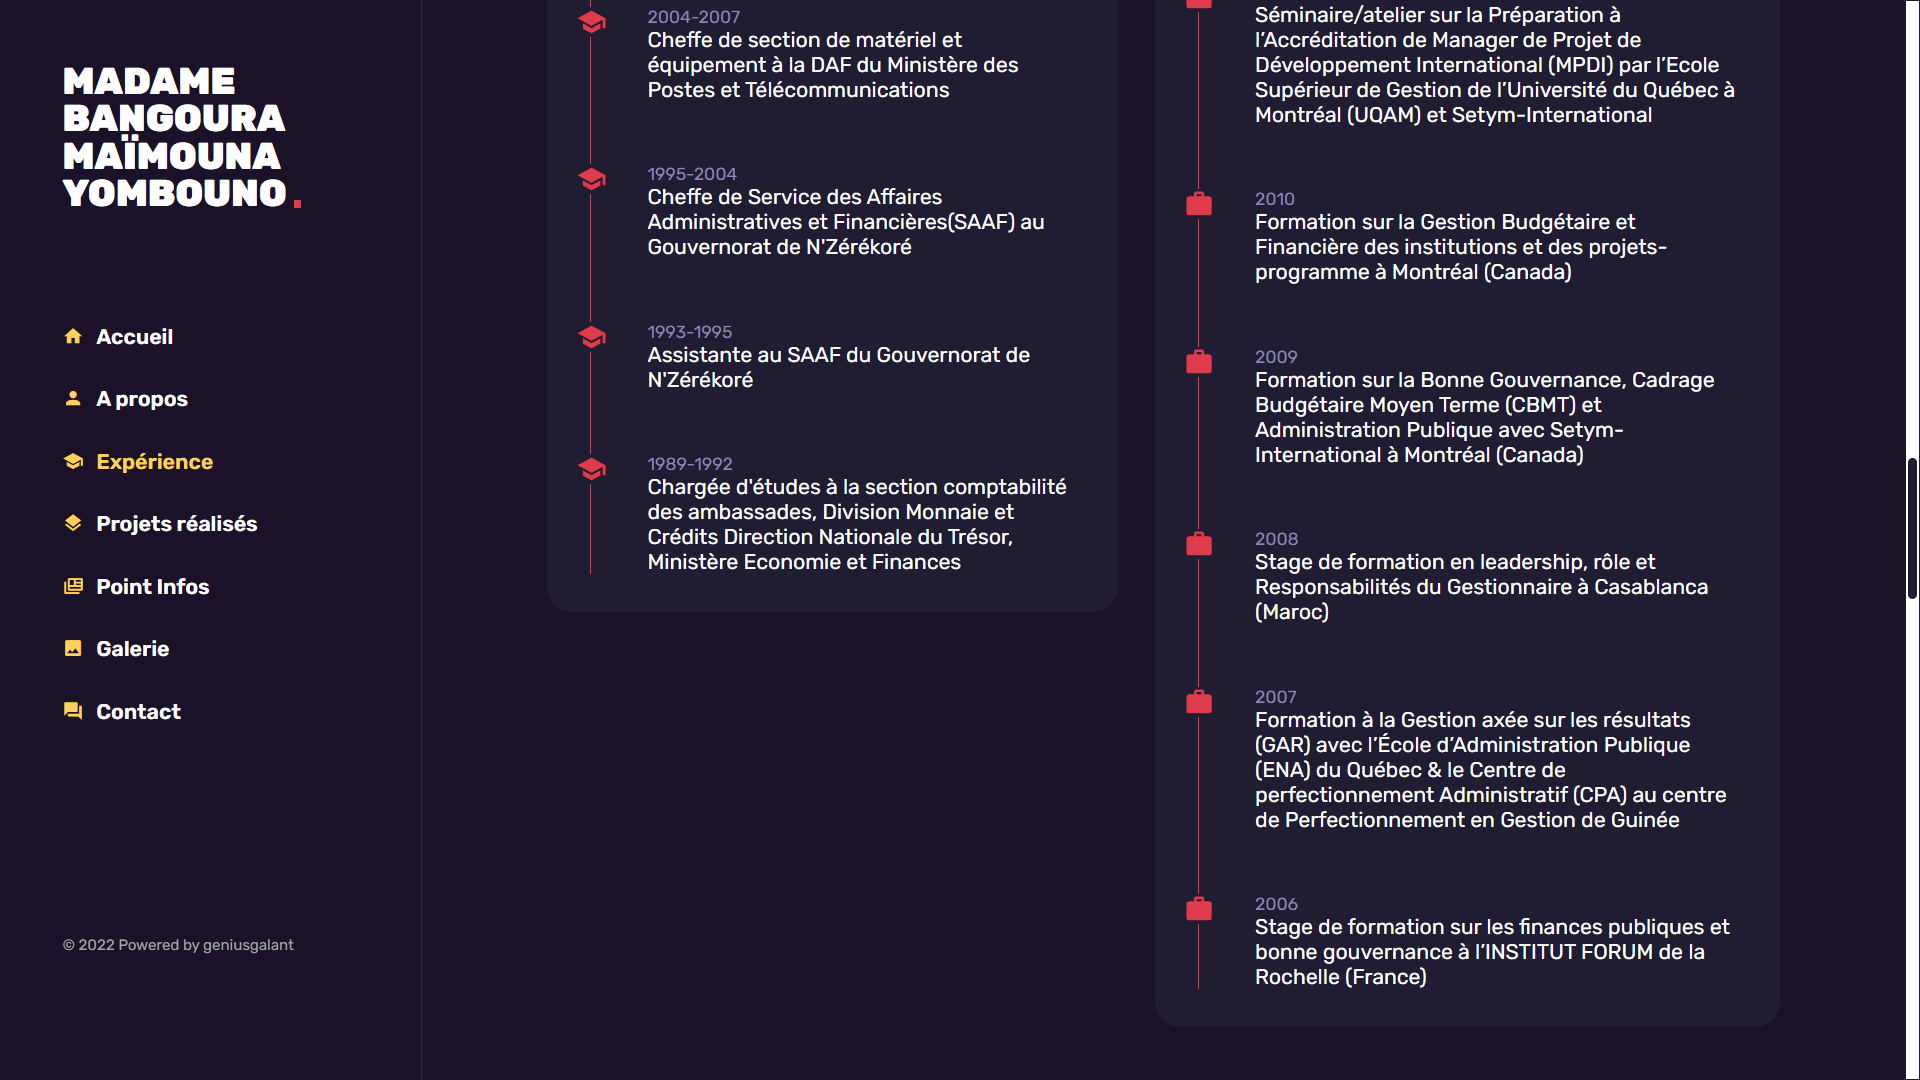 MADAME
BANGOURA
MAÏMOUNA
YOMBOUNO.
Accueil
A propos
Expérience
Projets réalisés
Point Infos
Galerie
Contact
© 2022 Powered by geniusgalant
2004-2007
Cheffe de section de matériel et
équipement à la DAF du Ministère des
Postes et Télécommunications
1995-2004
Cheffe de Service des Affaires
Administratives et Financières(SAAF) au
Gouvernorat de N'Zérékoré
1993-1995
Assistante au SAAF du Gouvernorat de
N'Zérékoré
1989-1992
Chargée d'études à la section comptabilité
des ambassades, Division Monnaie et
Crédits Direction Nationale du Trésor,
Ministère Economie et Finances
Séminaire/atelier sur la Préparation à
l’Accréditation de Manager de Projet de
Développement International (MPDI) par l’Ecole
Supérieur de Gestion de l’Université du Québec à
Montréal (UQAM) et Setym-International
2010
Formation sur la Gestion Budgétaire et
Financière des institutions et des projets-
programme à Montréal (Canada)
2009
Formation sur la Bonne Gouvernance, Cadrage
Budgétaire Moyen Terme (CBMT) et
Administration Publique avec Setym-
International à Montréal (Canada)
2008
Stage de formation en leadership, rôle et
Responsabilités du Gestionnaire à Casablanca
(Maroc)
2007
Formation à la Gestion axée sur les résultats
(GAR) avec l’École d’Administration Publique
(ENA) du Québec & le Centre de
perfectionnement Administratif (CPA) au centre
de Perfectionnement en Gestion de Guinée
2006
Stage de formation sur les finances publiques et
bonne gouvernance à l’INSTITUT FORUM de la
Rochelle (France)